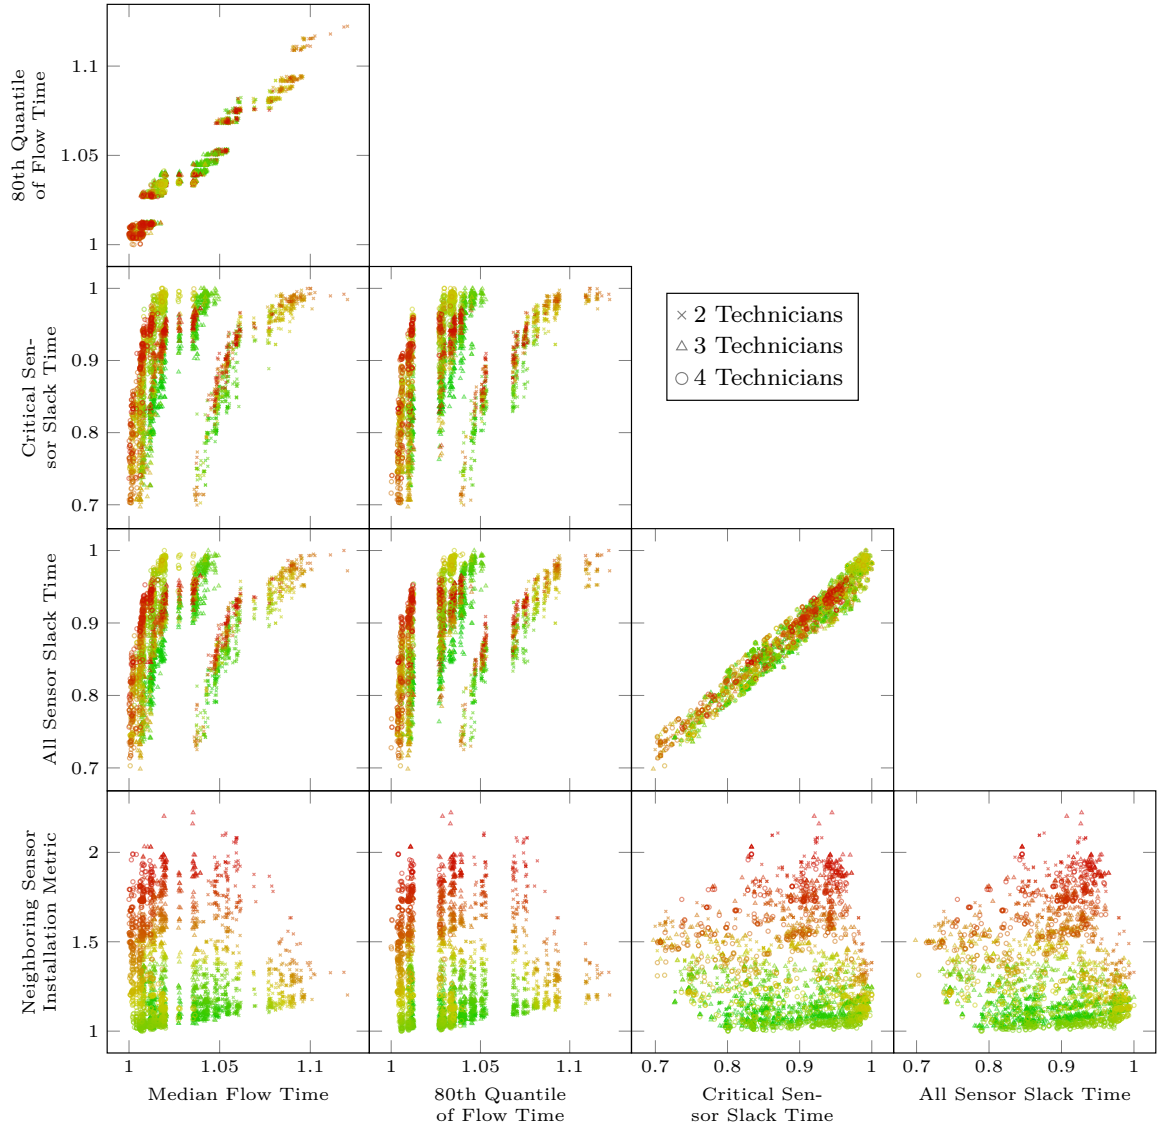 80th Quantile
of Flow Time
1.1
1.05
1
Critical Sen-
sor Slack Time
1
0.9
0.8
0.7
× 2 Technicians
△ 3 Technicians
○ 4 Technicians
All Sensor Slack Time
1
0.9
0.8
0.7
Neighboring Sensor
Installation Metric
2
1.5
1
1 1.05 1.1
1 1.05 1.1
0.7 0.8 0.9 1
0.7 0.8 0.9 1
Median Flow Time
80th Quantile
of Flow Time
Critical Sen-
sor Slack Time
All Sensor Slack Time